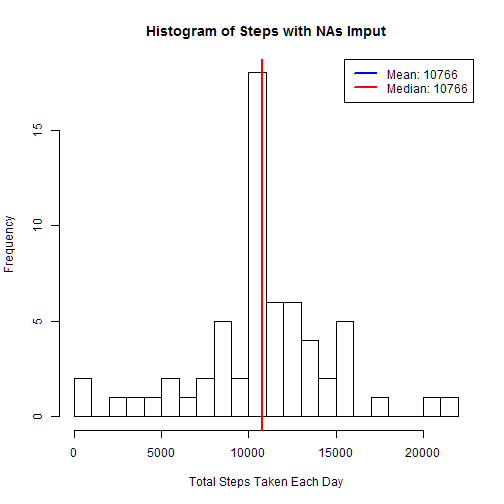 Histogram of Steps with NAs Imput
Mean: 10766
Median: 10766
Frequency
15
10
5
0
0 5000 10000 15000 20000
Total Steps Taken Each Day